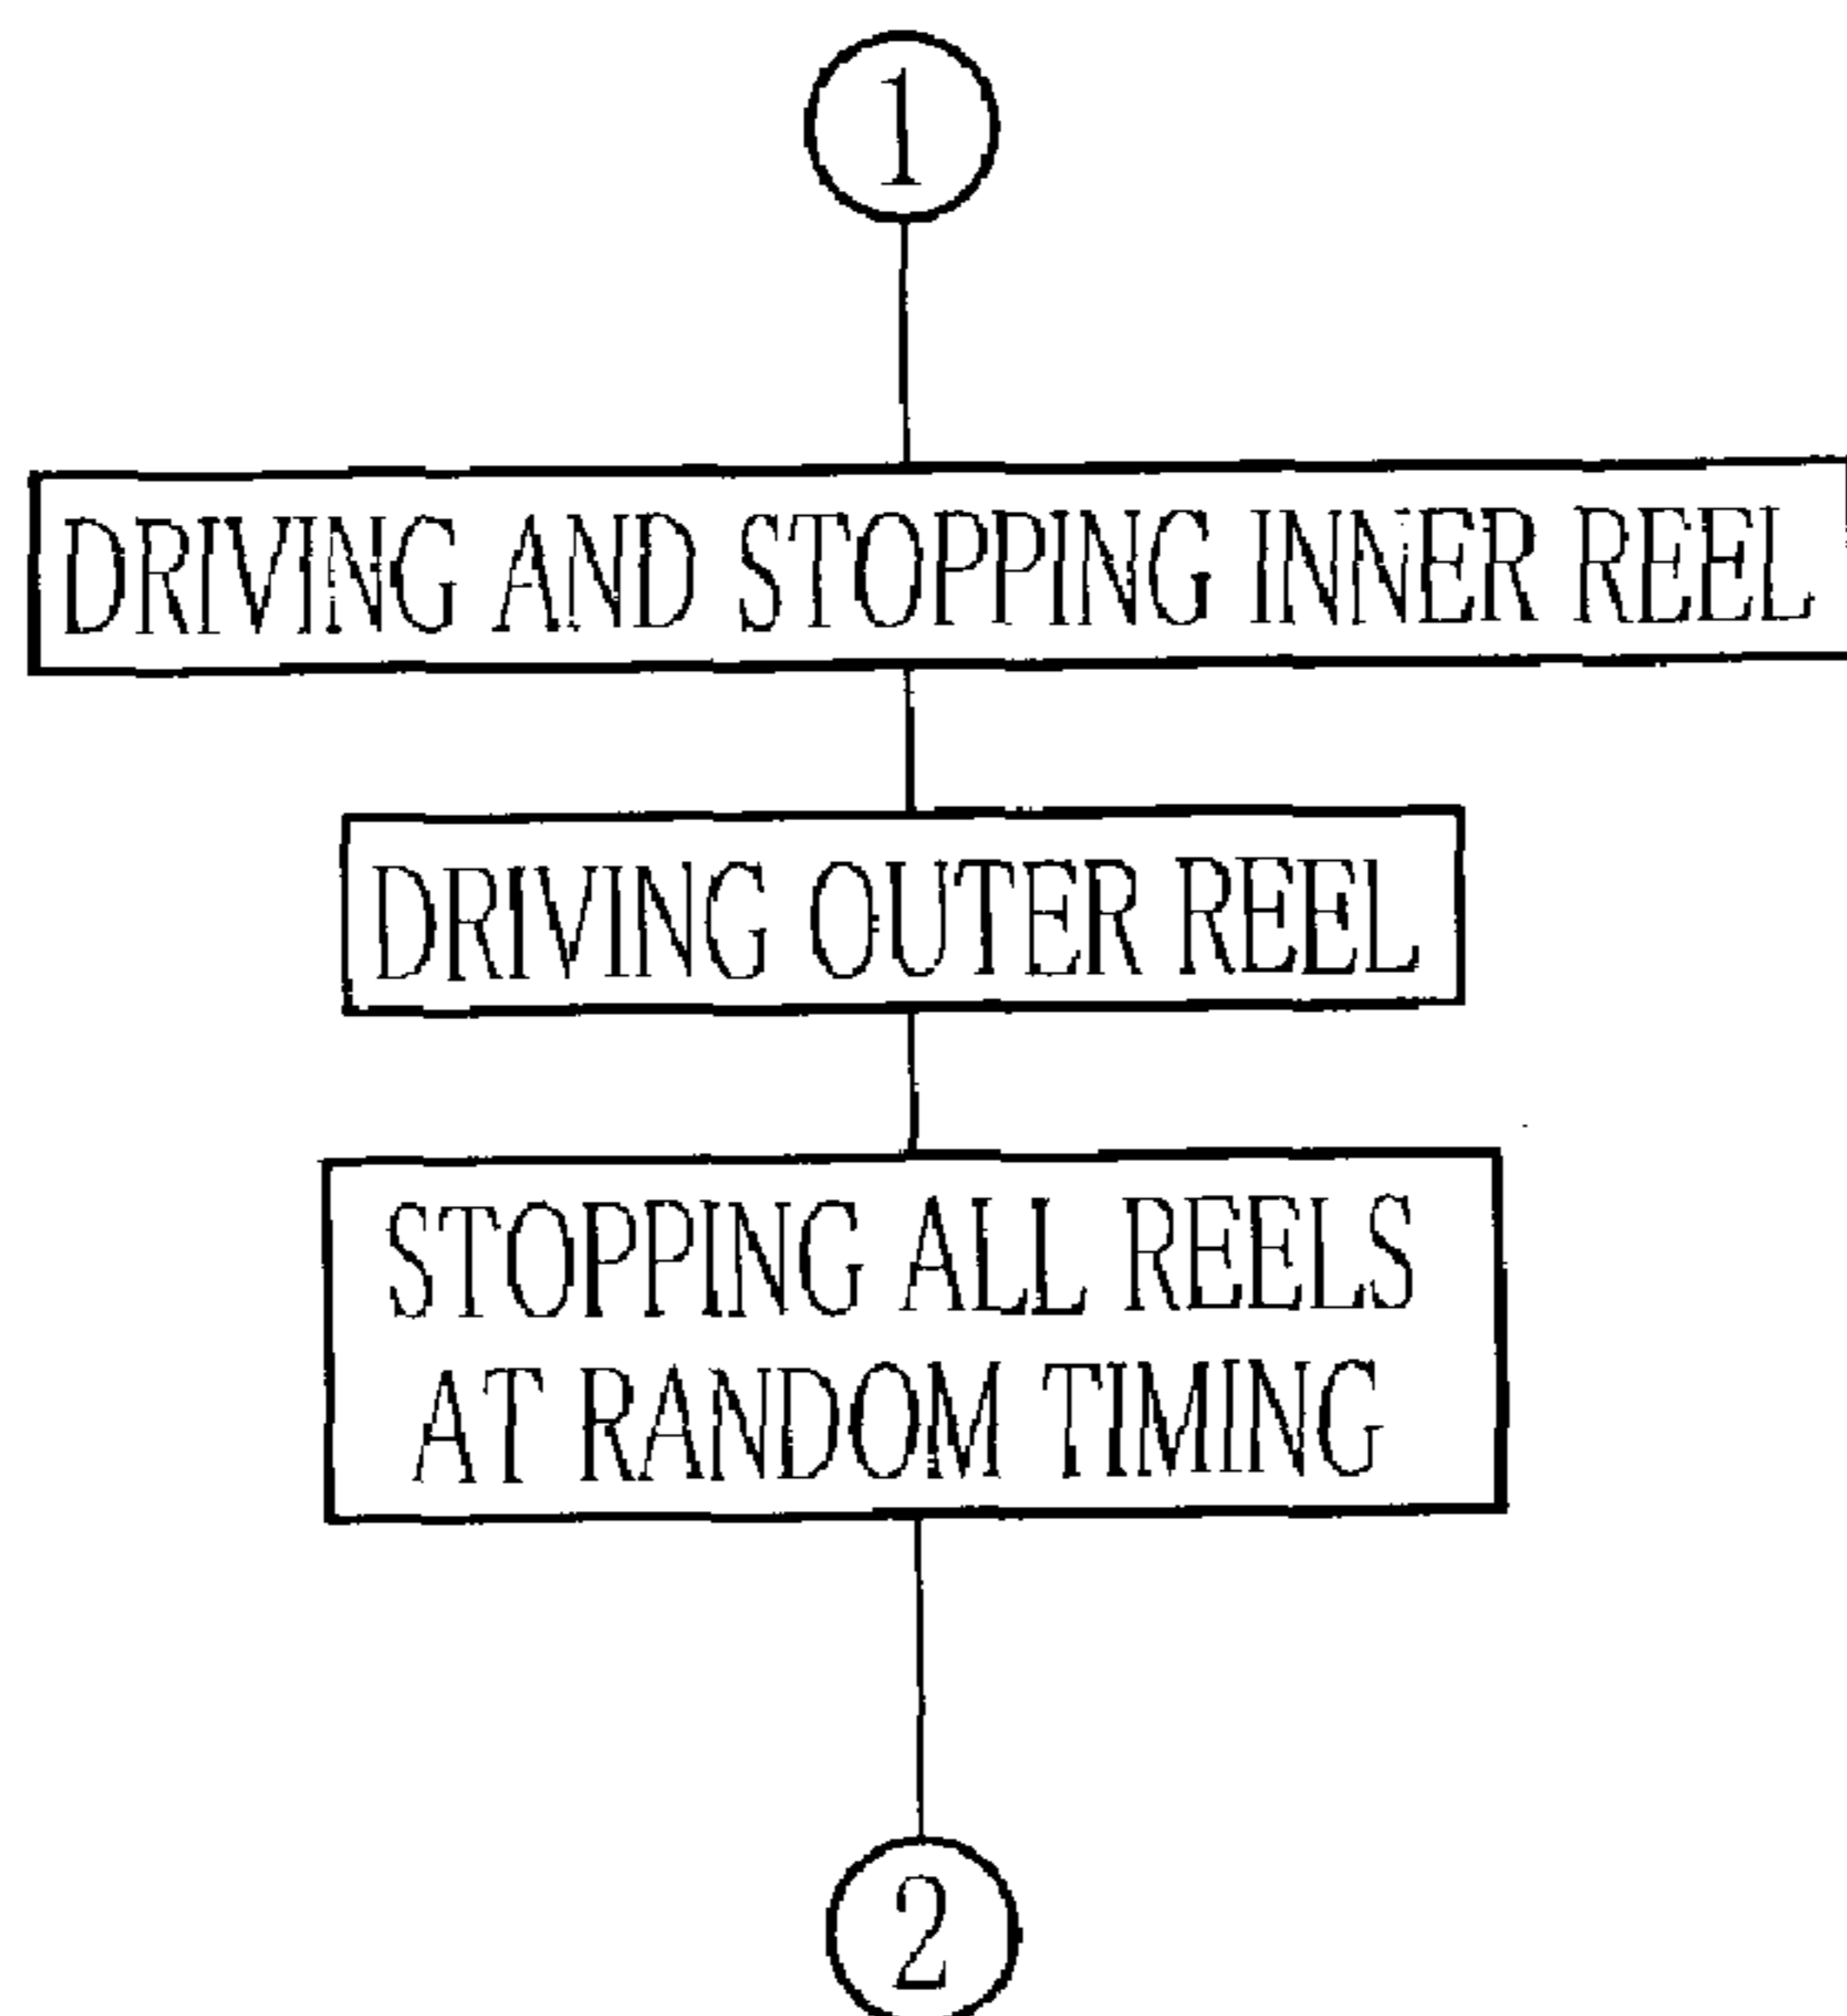 1
DRIVING AND STOPPING INNER REEL
DRIVING OUTER REEL
STOPPING ALL REELS
AT RANDOM TIMING
2